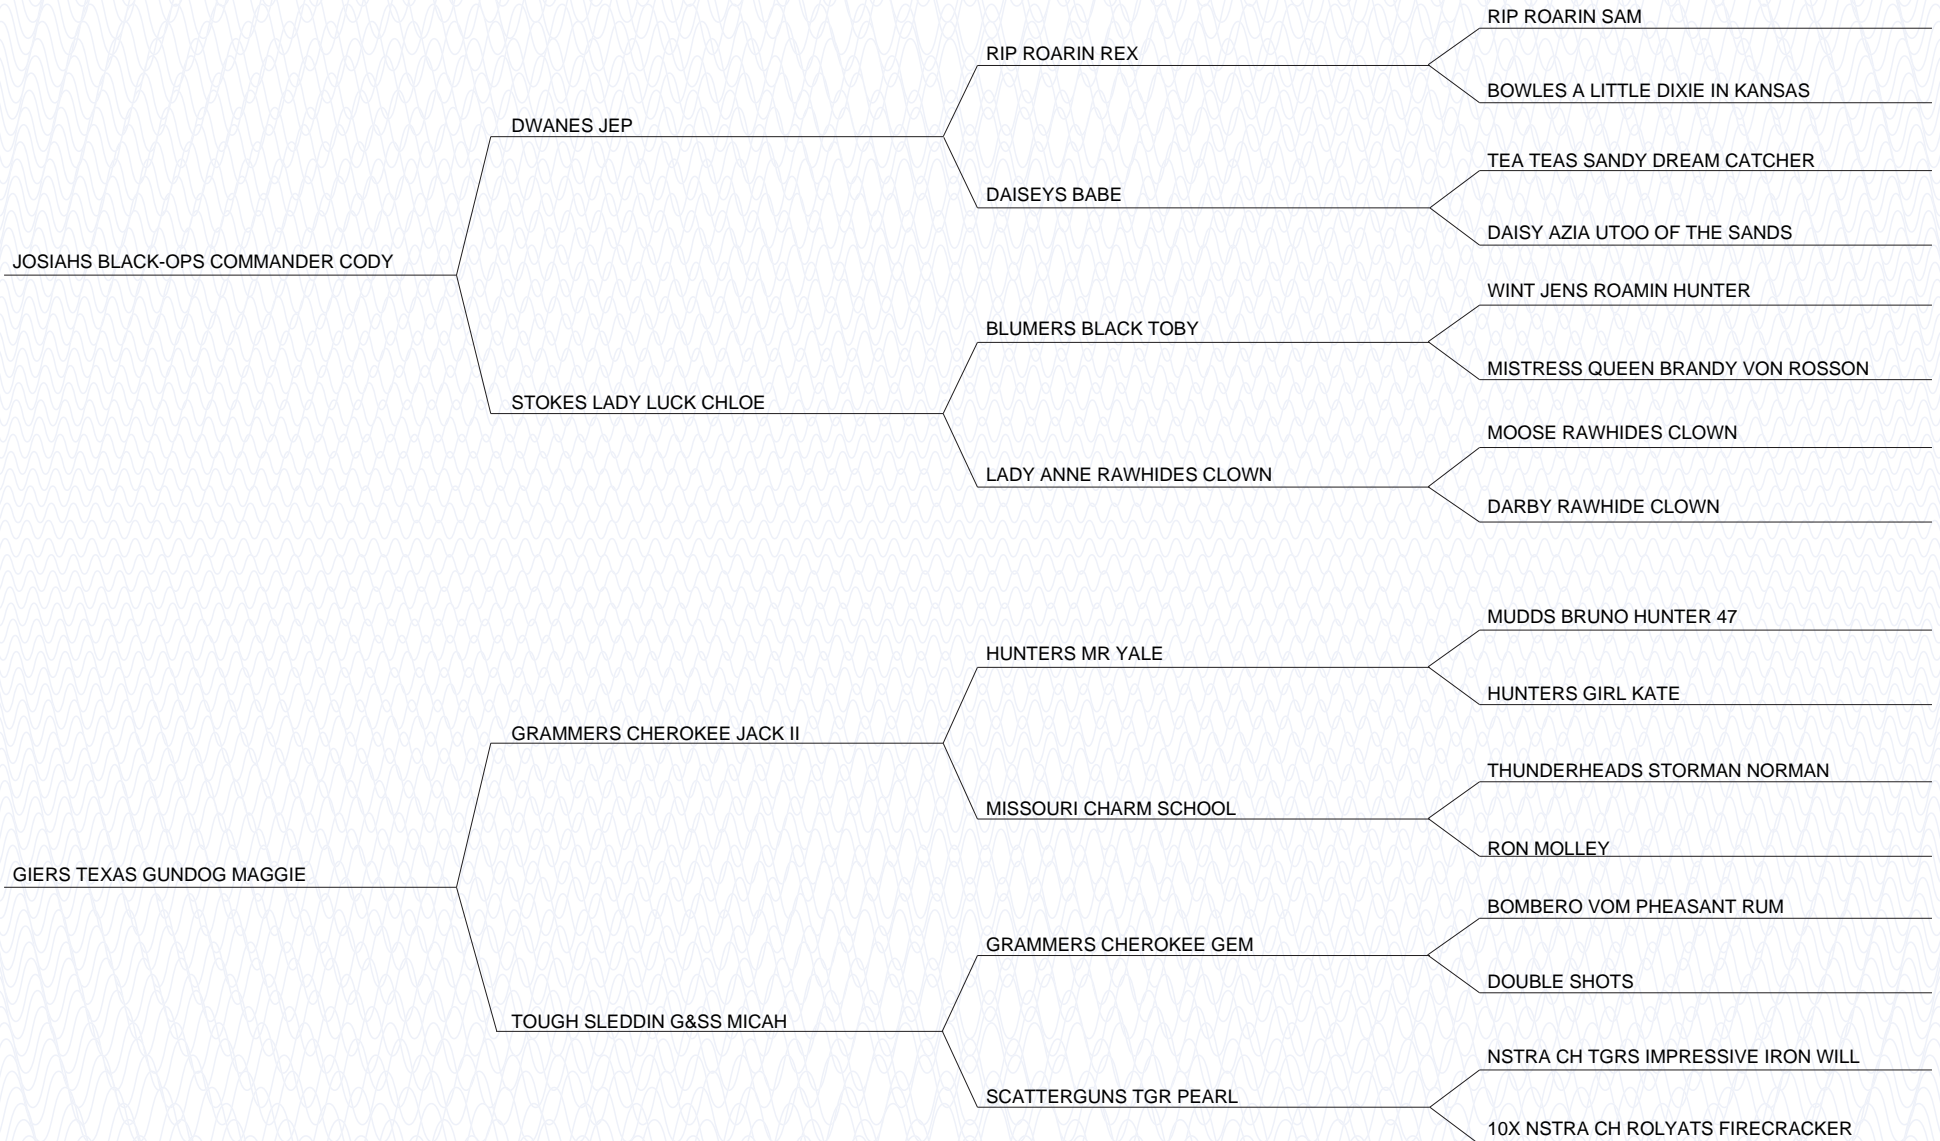 RIP ROARIN SAM
RIP ROARIN REX
BOWLES A LITTLE DIXIE IN KANSAS
DWANES JEP
TEA TEAS SANDY DREAM CATCHER
DAISEYS BABE
DAISY AZIA UTOO OF THE SANDS
JOSIAHS BLACK-OPS COMMANDER CODY
WINT JENS ROAMIN HUNTER
BLUMERS BLACK TOBY
MISTRESS QUEEN BRANDY VON ROSSON
STOKES LADY LUCK CHLOE
MOOSE RAWHIDES CLOWN
LADY ANNE RAWHIDES CLOWN
DARBY RAWHIDE CLOWN
MUDDS BRUNO HUNTER 47
HUNTERS MR YALE
HUNTERS GIRL KATE
GRAMMERS CHEROKEE JACK II
THUNDERHEADS STORMAN NORMAN
MISSOURI CHARM SCHOOL
RON MOLLEY
GIERS TEXAS GUNDOG MAGGIE
BOMBERO VOM PHEASANT RUM
GRAMMERS CHEROKEE GEM
DOUBLE SHOTS
TOUGH SLEDDIN G&SS MICAH
NSTRA CH TGRS IMPRESSIVE IRON WILL
SCATTERGUNS TGR PEARL
10X NSTRA CH ROLYATS FIRECRACKER